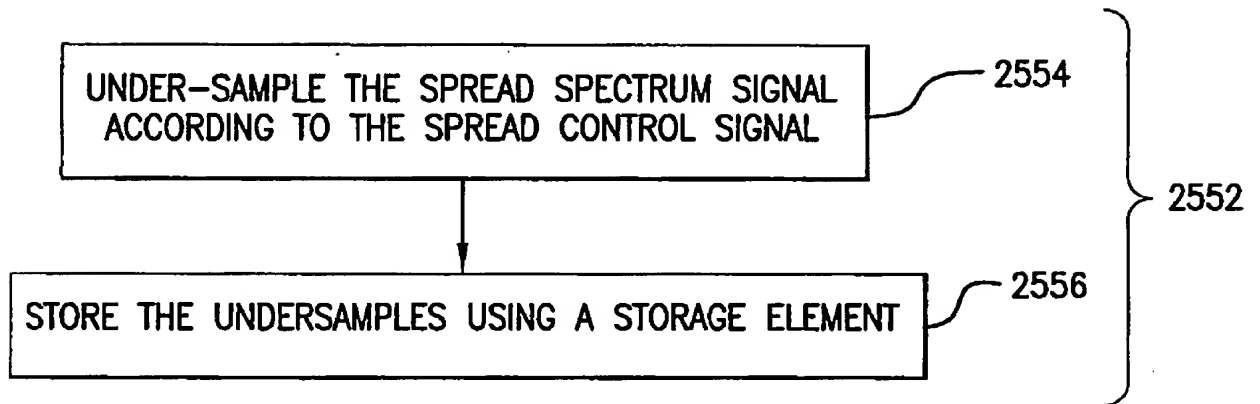 UNDER-SAMPLE THE SPREAD SPECTRUM SIGNAL
ACCORDING TO THE SPREAD CONTROL SIGNAL
2554
2552
STORE THE UNDERSAMPLES USING A STORAGE ELEMENT
2556